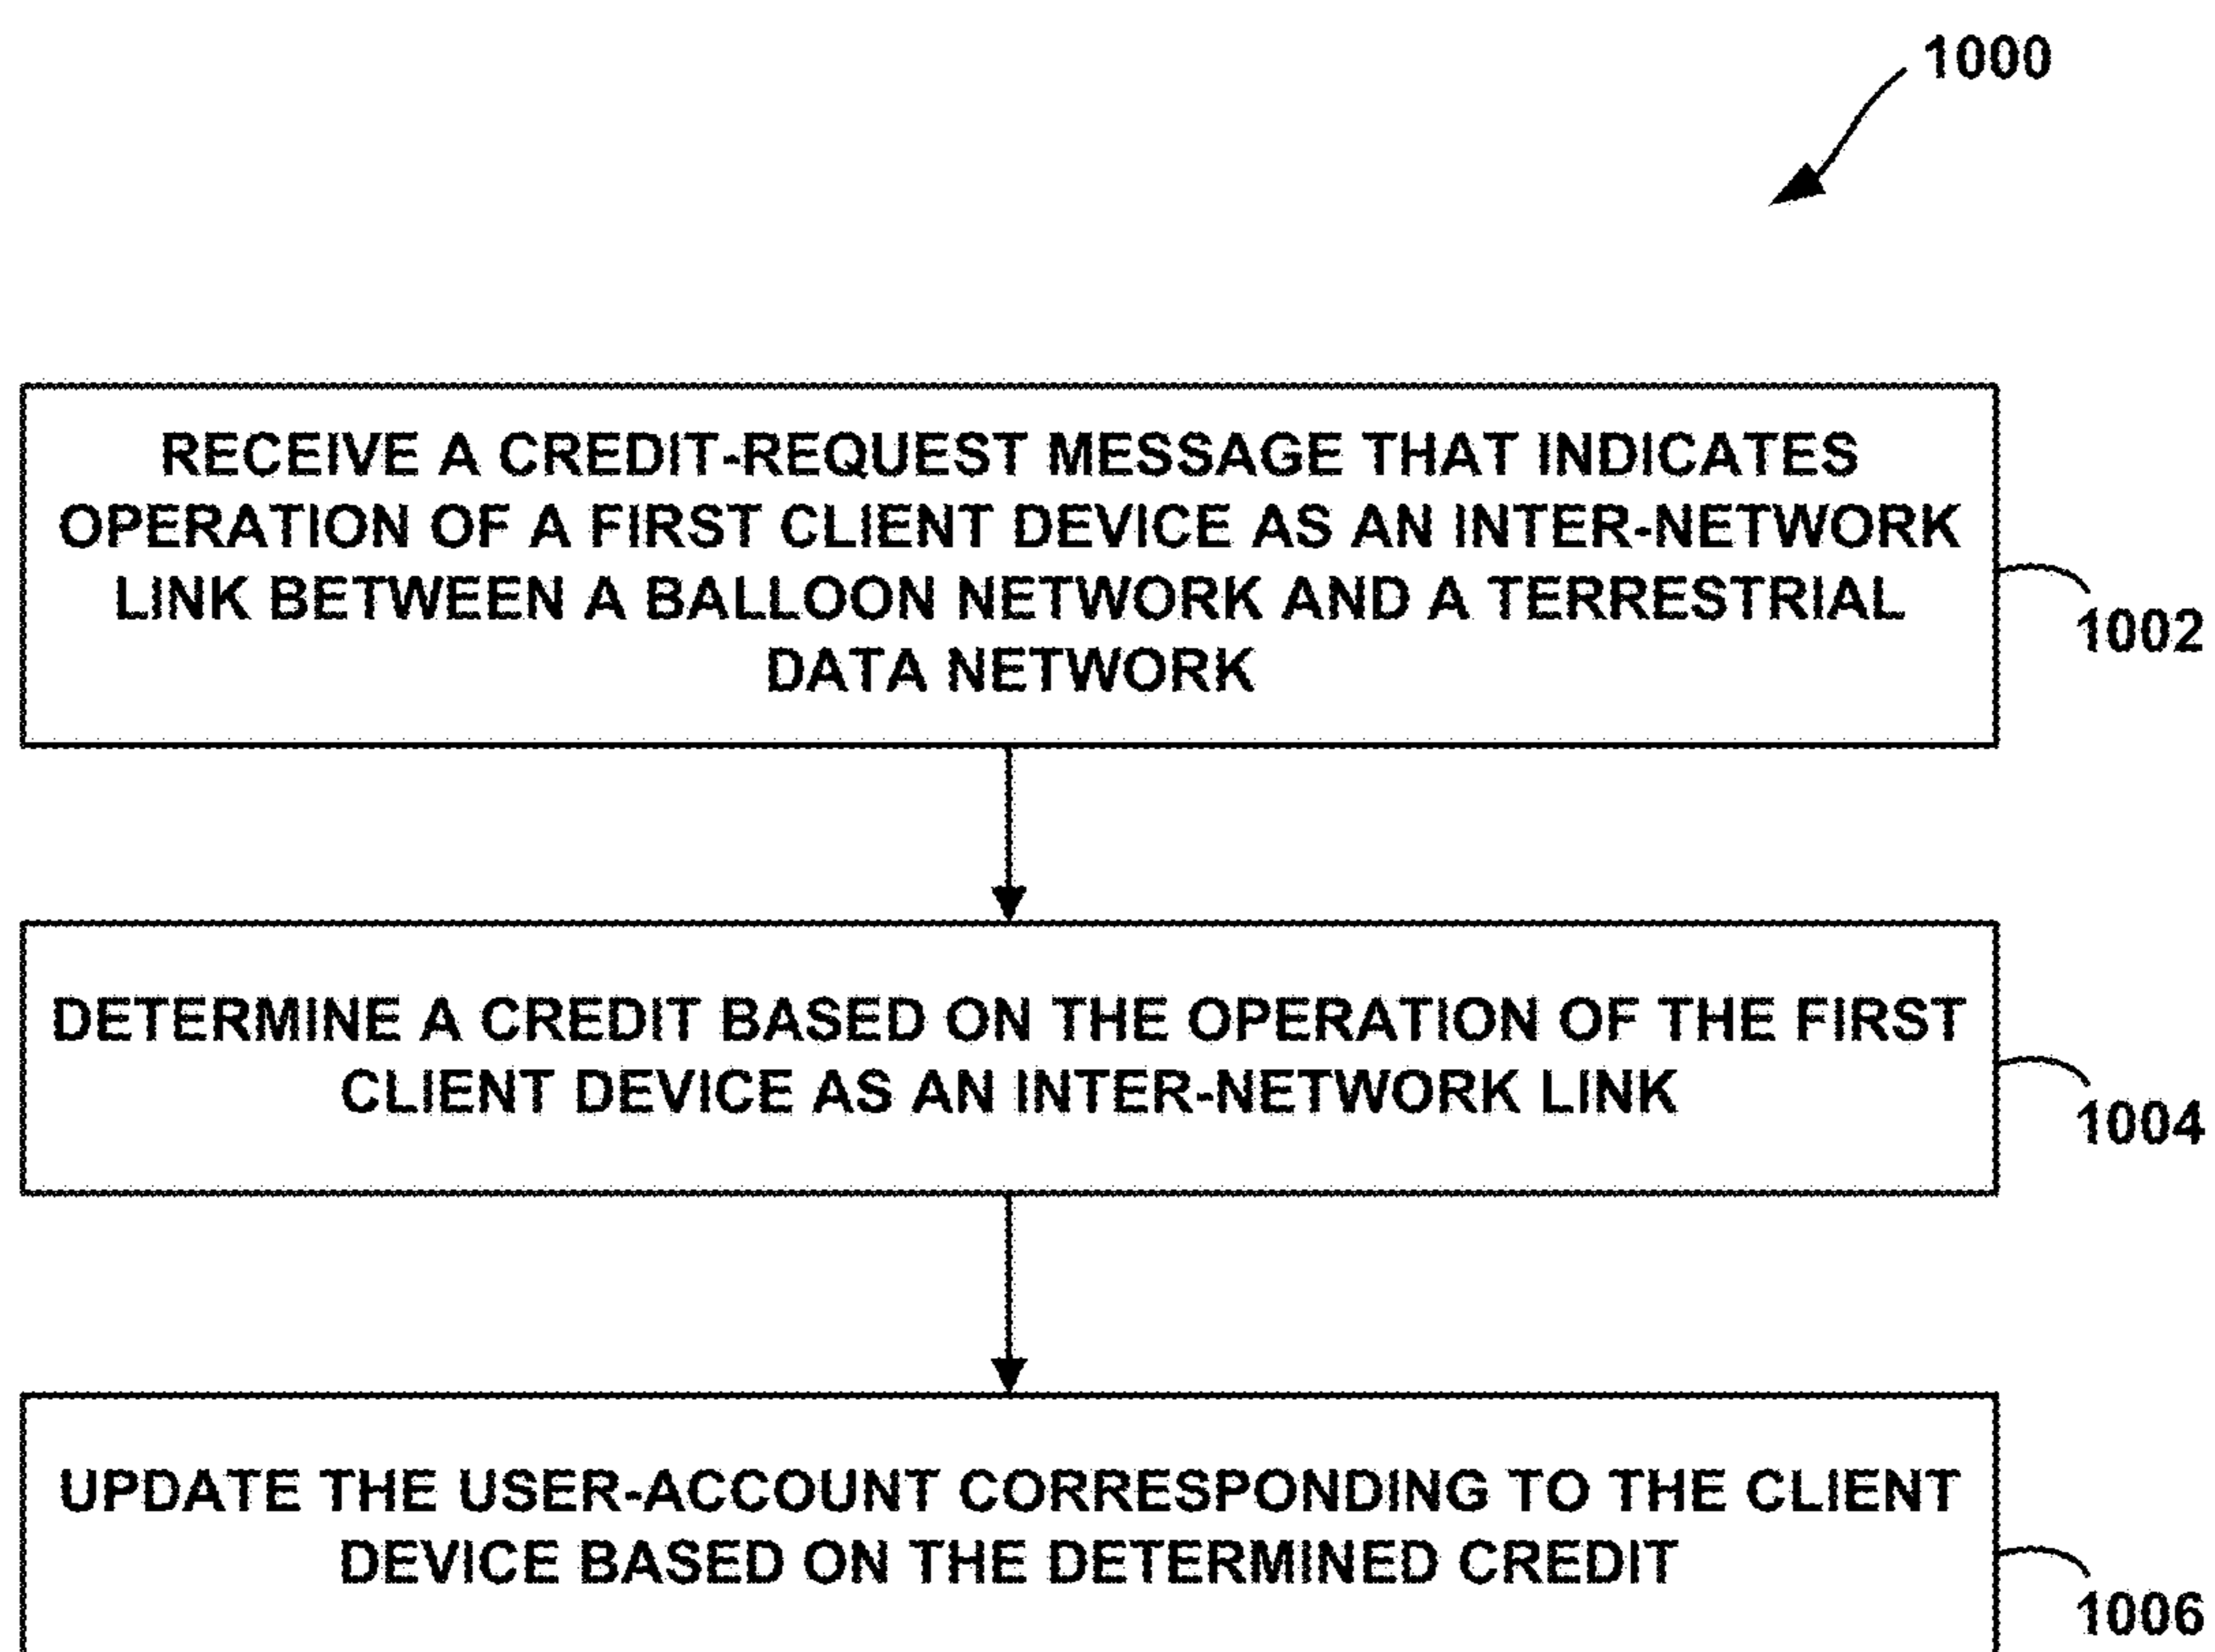 1000
RECEIVE A CREDIT-REQUEST MESSAGE THAT INDICATES
OPERATION OF A FIRST CLIENT DEVICE AS AN INTER-NETWORK
LINK BETWEEN A BALLOON NETWORK AND A TERRESTRIAL
DATA NETWORK
1002
DETERMINE A CREDIT BASED ON THE OPERATION OF THE FIRST
CLIENT DEVICE AS AN INTER-NETWORK LINK
1004
UPDATE THE USER-ACCOUNT CORRESPONDING TO THE CLIENT
DEVICE BASED ON THE DETERMINED CREDIT
1006